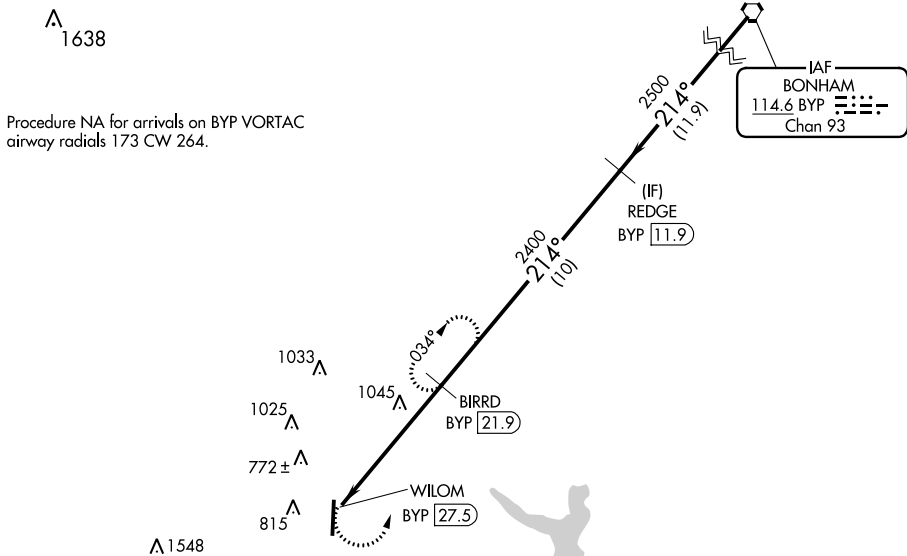 1638
Procedure NA for arrivals on BYP VORTAC
airway radials 173 CW 264.
IAF
BONHAM
114.6 BYP
Chan 93
2500
214°
(11.9)
(IF)
REDGE
BYP 11.9
2400
214°
(10)
034°
1033
1045
BIRRD
BYP 21.9
1025
772 ±
WILOM
BYP 27.5
815
1548